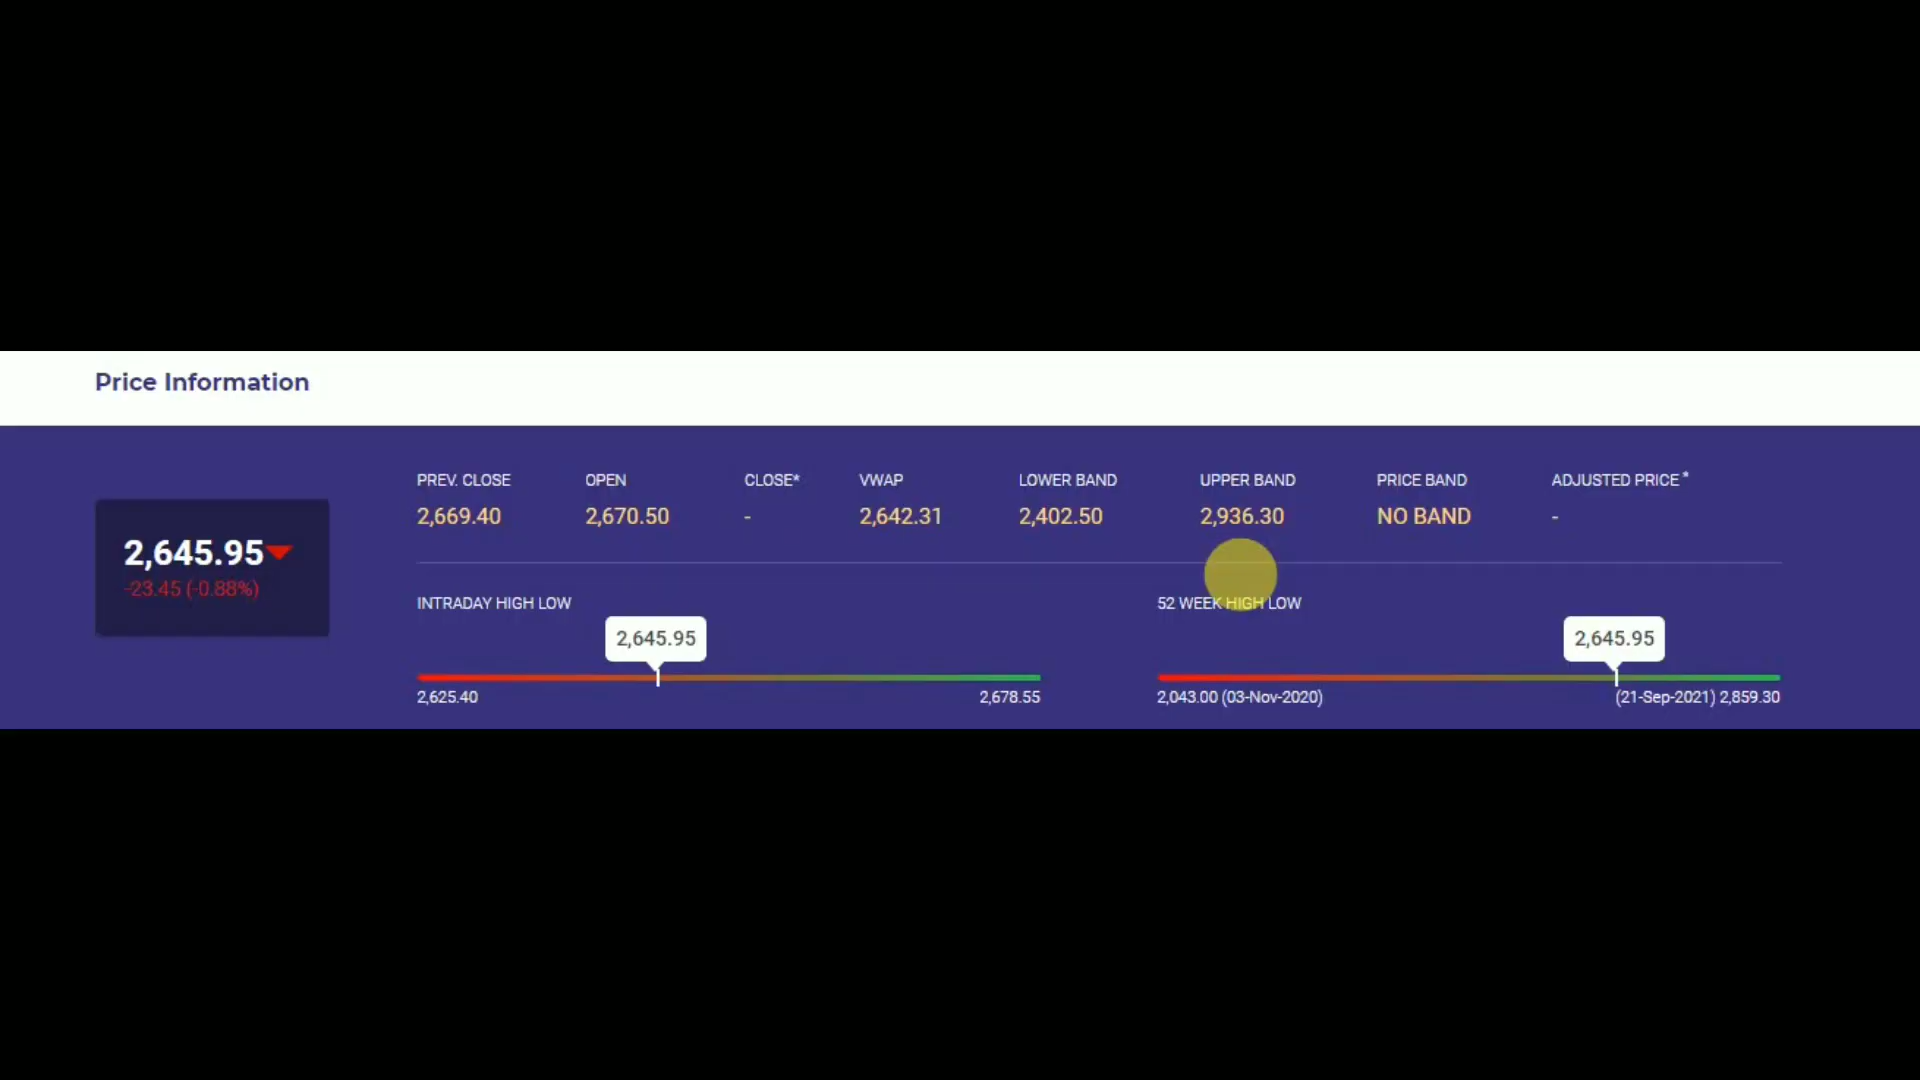 Price Information
PREV. CLOSE OPEN CLOSE* VWAP LOWER BAND UPPER BAND PRICE BAND ADJUSTED PRICE *
2,669.40 2,670.50 - 2,642.31 2,402.50 2,936.30 NO BAND -
2,645.95
-23.45 (-0.88%)
INTRADAY HIGH LOW 52 WEEK HIGH LOW
2,645.95 2,645.95
2,625.40 2,678.55 2,043.00 (03-Nov-2020) (21-Sep-2021) 2,859.30